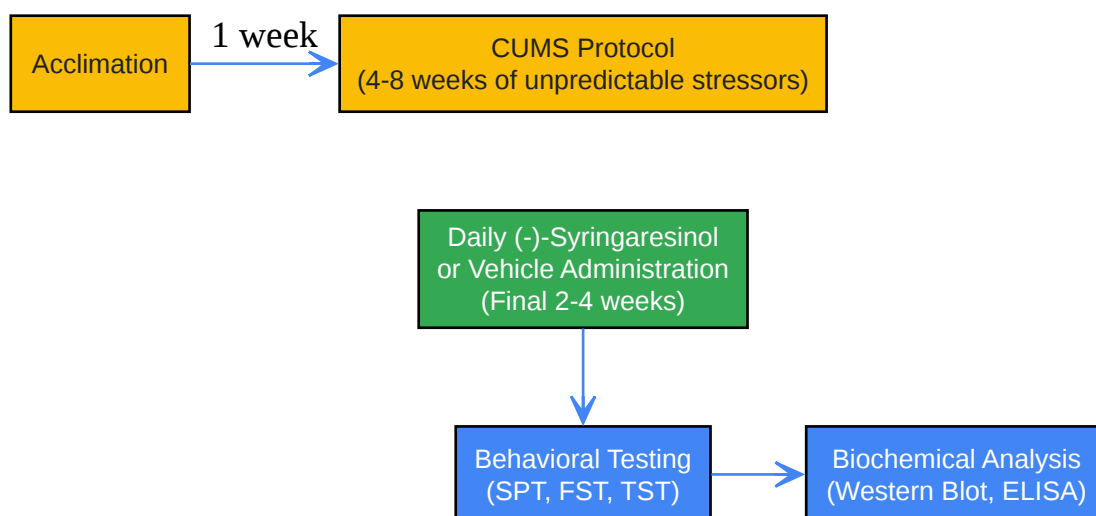 Acclimation
1 week
CUMS Protocol
(4-8 weeks of unpredictable stressors)
Daily (-)-Syringaresinol
or Vehicle Administration
(Final 2-4 weeks)
Behavioral Testing
(SPT, FST, TST)
Biochemical Analysis
(Western Blot, ELISA)